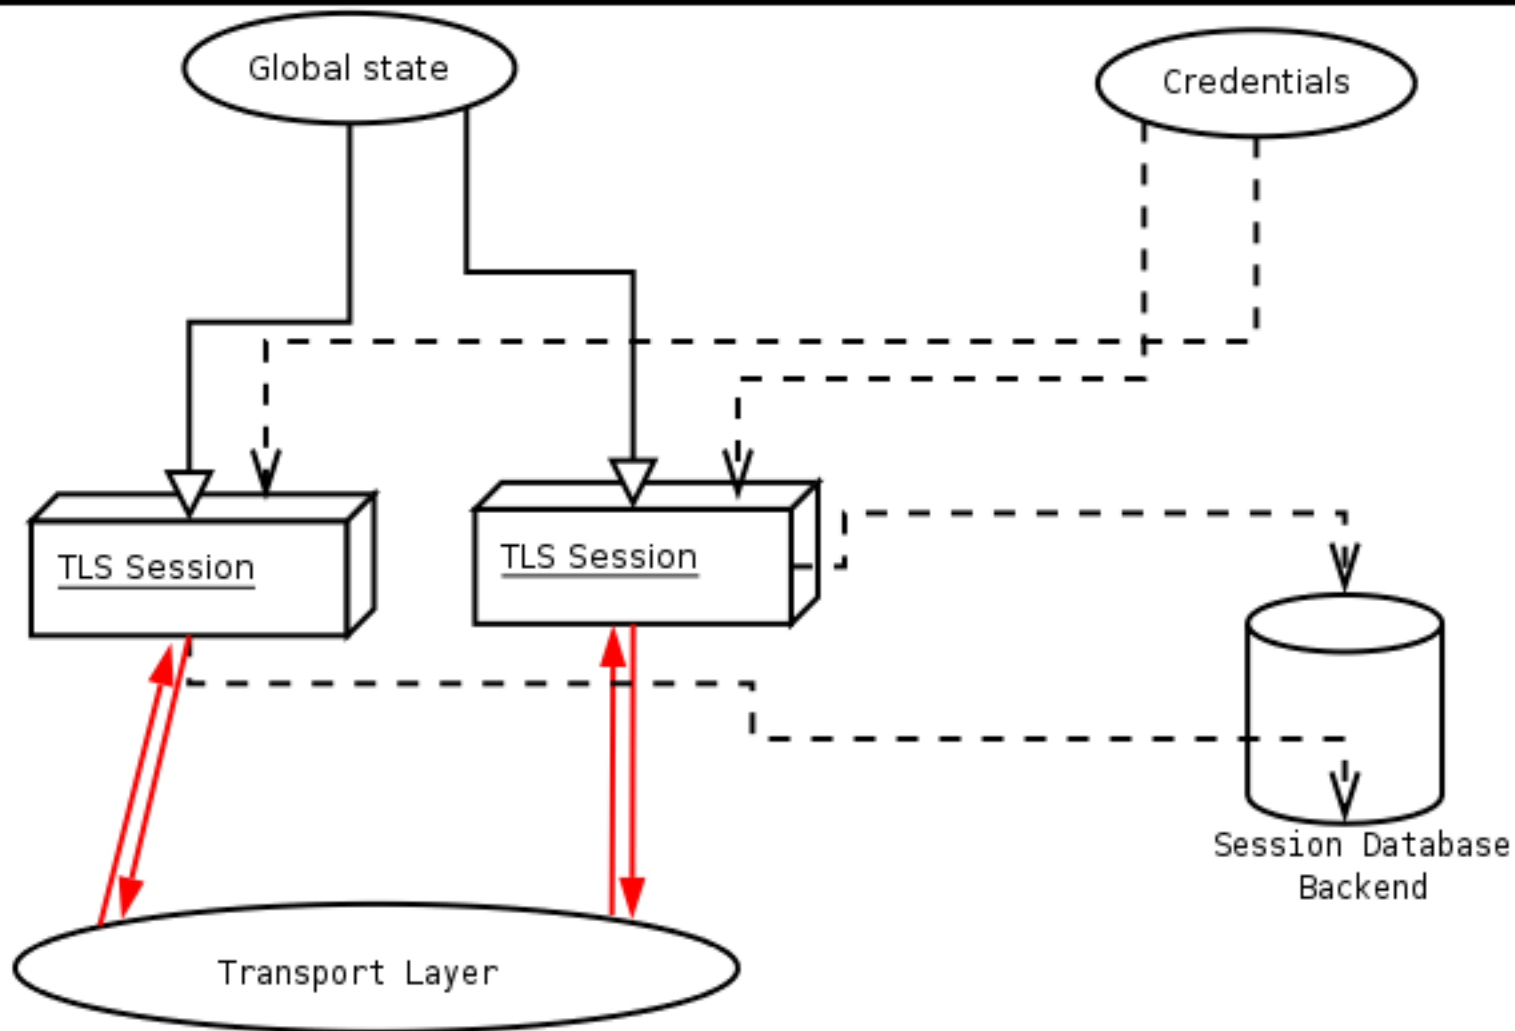 Global state
Credentials
TLS Session
TLS Session
Session Database
Backend
Transport Layer